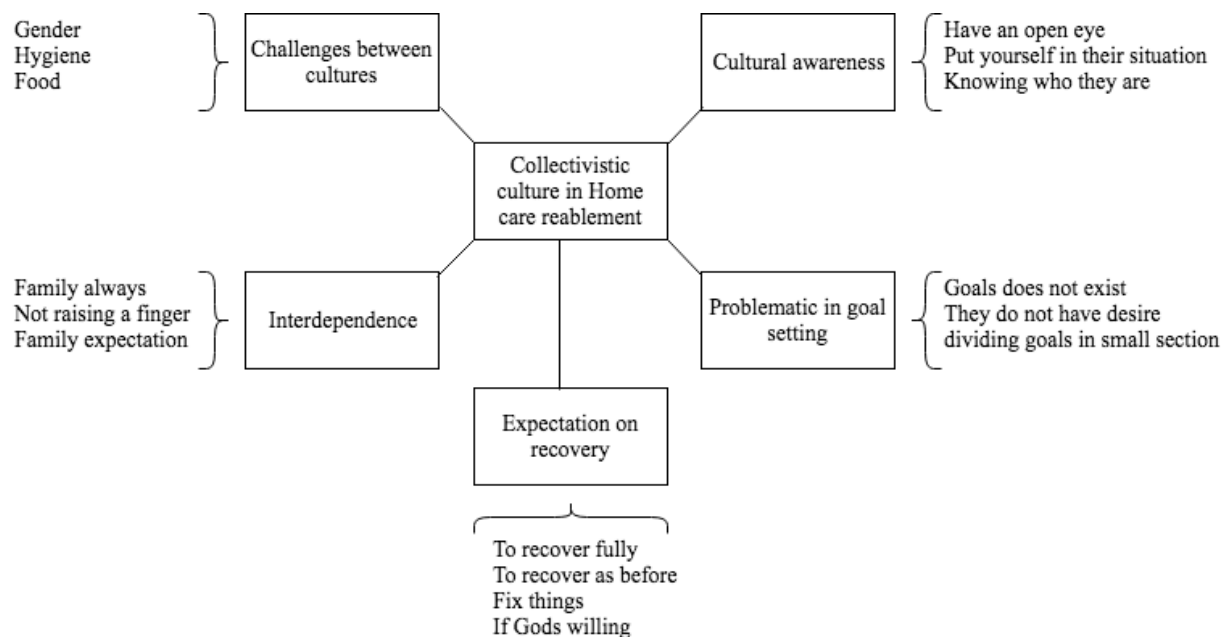 Gender
Hygiene
Food
Challenges between
cultures
Cultural awareness
Have an open eye
Put yourself in their situation
Knowing who they are
Collectivistic
culture in Home
care reablement
Family always
Not raising a finger
Family expectation
Interdependence
Problematic in goal
setting
Goals does not exist
They do not have desire
dividing goals in small section
Expectation on
recovery
To recover fully
To recover as before
Fix things
If Gods willing